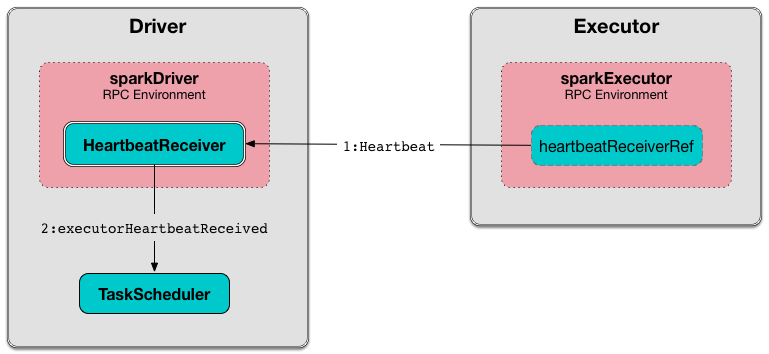 Driver
sparkDriver
RPC Environment
HeartbeatReceiver
2:executorHeartbeatReceived
TaskScheduler
1:Heartbeat
Executor
sparkExecutor
RPC Environment
heartbeatReceiverRef